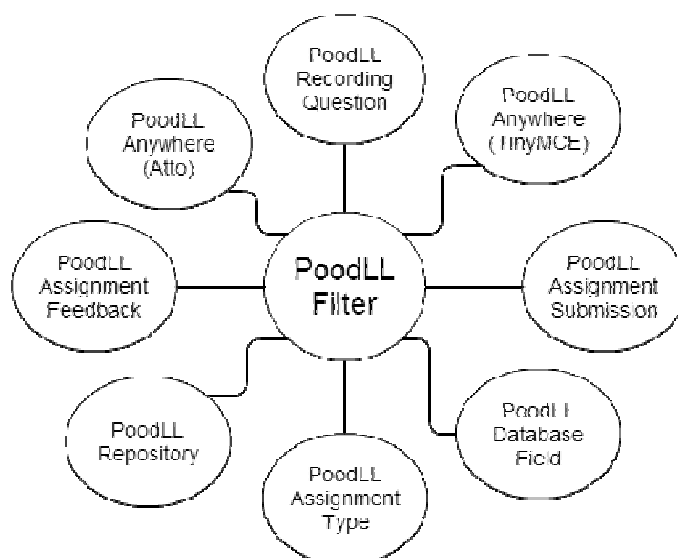 PoodLL
Recording
Question
PoodLL
Anywhere
(TinyMCE)
PoodLL
Anywhere
(Atto)
PoodLL
Filter
PoodLL
Assignment
Feedback
PoodLL
Assignment
Submission
PoodLL
Repository
PoodLL
Database
Field
PoodLL
Assignment
Type